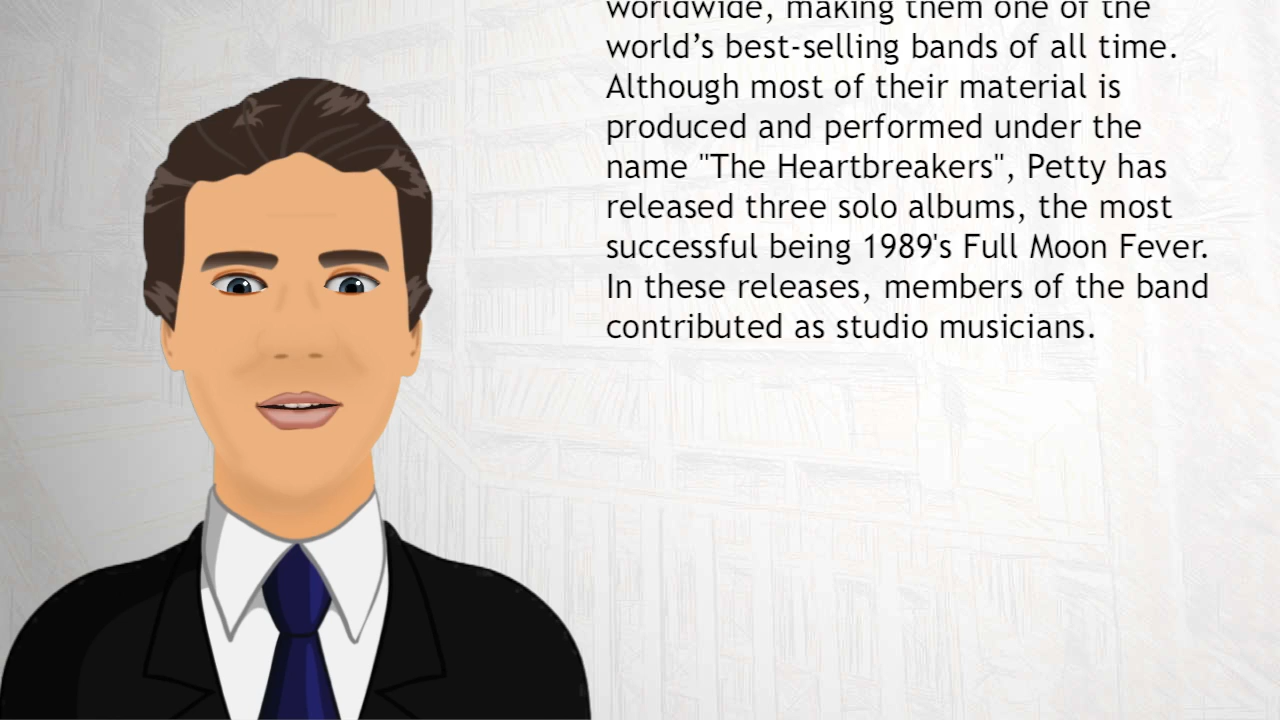 worldwide, making them one of the
world’s best-selling bands of all time.
Although most of their material is
produced and performed under the
name "The Heartbreakers", Petty has
released three solo albums, the most
successful being 1989's Full Moon Fever.
In these releases, members of the band
contributed as studio musicians.